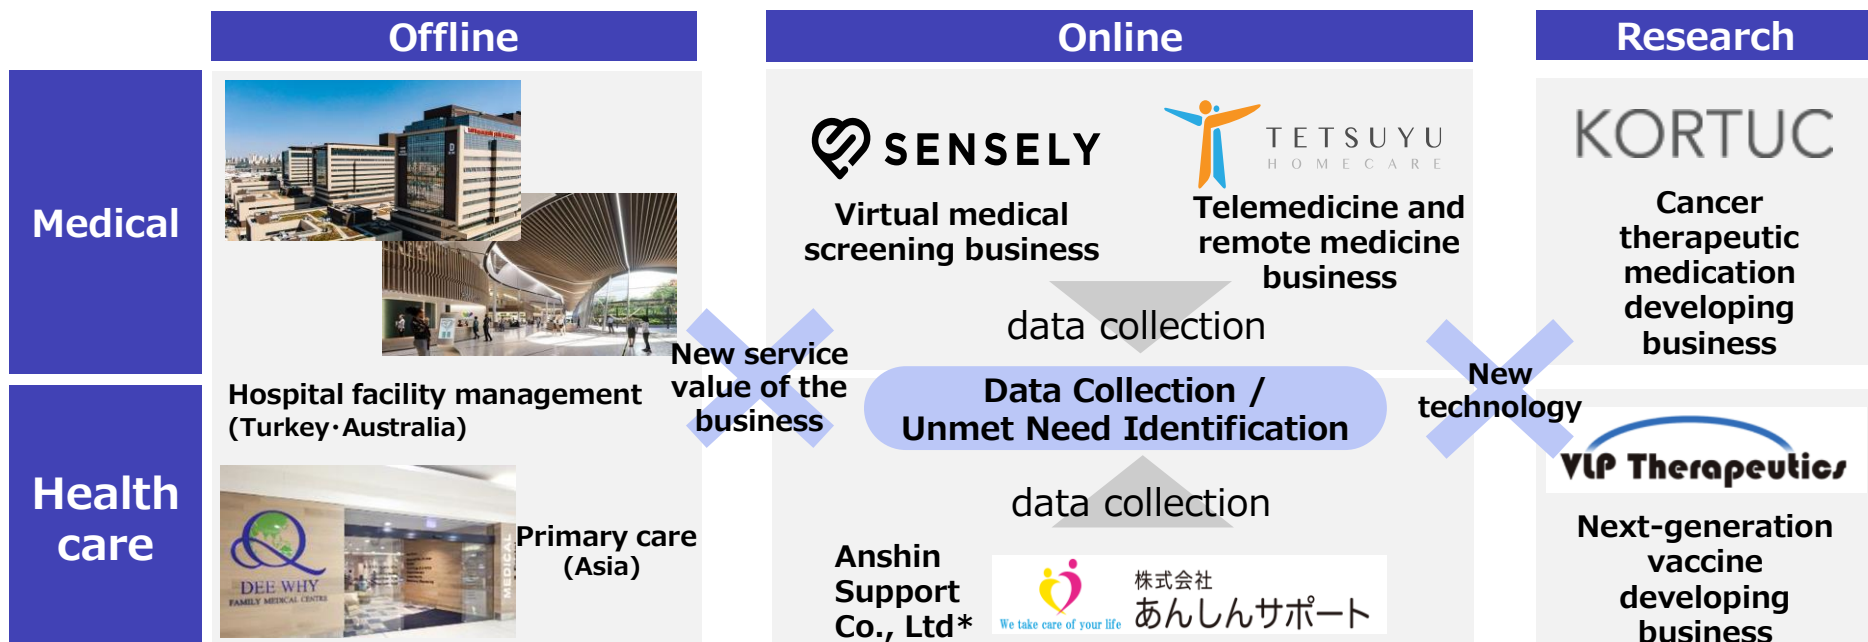 Offline
Online
Research
Medical
Hospital facility management
(Turkey・Australia)
SENSELY
Virtual medical
screening business
TETSUYU
HOMECARE
Telemedicine and
remote medicine
business
data collection
KORTUC
Cancer
therapeutic
medication
developing
business
New service
value of the
business
Data Collection /
Unmet Need Identification
New
technology
Health
care
DEE WHY
FAMILY MEDICAL CENTRE
MEDICAL
Primary care
(Asia)
data collection
Anshin
Support
Co., Ltd*
We take care of your life
株式会社
あんしんサポート
VLP Therapeutics
Next-generation
vaccine
developing
business